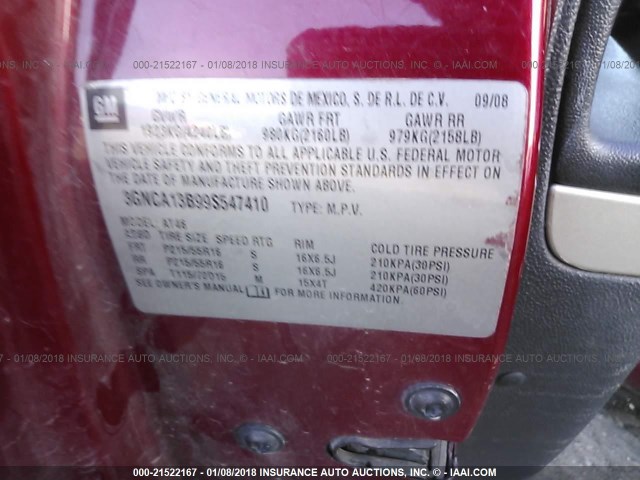 000-21522167 - 01/08/2018 INSURANCE AUTO AUCTIONS, INC. © - IAAI.COM
GM
MFD BY GENERAL MOTORS DE MEXICO, S. DE R.L. DE C.V. 09/08
GVWR GAWR FRT GAWR RR
980KG(2160LB) 979KG(2158LB)
THIS VEHICLE CONFORMS TO ALL APPLICABLE U.S. FEDERAL MOTOR
VEHICLE SAFETY AND THEFT PREVENTION STANDARDS IN EFFECT ON
THE DATE OF MANUFACTURE SHOWN ABOVE.
3GNCA13B99S547410 TYPE: M.P.V.
TIRE SIZE SPEED RTG RIM COLD TIRE PRESSURE
FRT P215/55R16 S 16X6.5J 210KPA(30PSI)
RR P215/55R16 S 16X6.5J 210KPA(30PSI)
SPA M 15X4T 420KPA(60PSI)
SEE OWNER'S MANUAL FOR MORE INFORMATION.
000-21522167 - 01/08/2018 INSURANCE AUTO AUCTIONS, INC. © - IAAI.COM
000-21522167 - 01/08/2018 INSURANCE AUTO AUCTIONS, INC. © - IAAI.COM